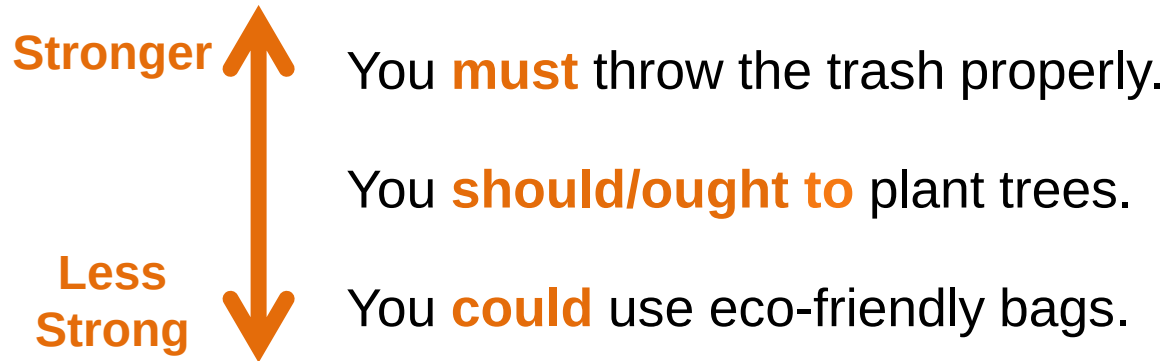 Stronger
You must throw the trash properly.
You should/ought to plant trees.
Less
Strong
You could use eco-friendly bags.